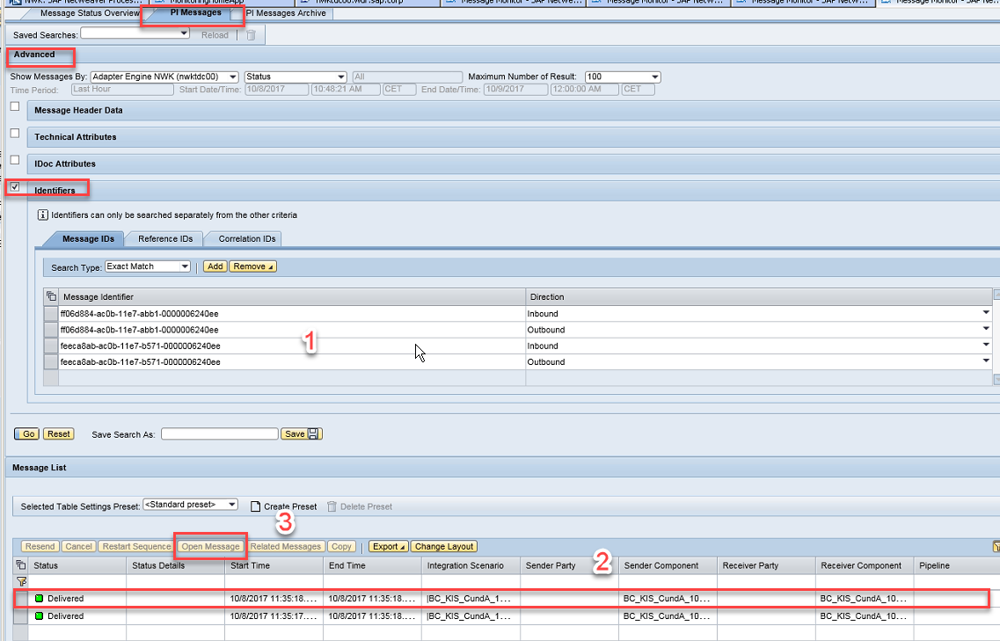 NWK: SAP NetWeaver Proces... MonitoringHomeApp nwktdc00.wdf.sap.corp Message Monitor - SAP Netwe... Message Monitor - SAP NetW... Message Monitor - SAP Netw... Message Monitor - SAP Netw...
Message Status Overview PI Messages PI Messages Archive
Saved Searches: Reload
Advanced
Show Messages By: Adapter Engine NWK (nwktdc00) Status All Maximum Number of Result: 100
Time Period: Last Hour Start Date/Time: 10/8/2017 10:48:21 AM CET End Date/Time: 10/9/2017 12:00:00 AM CET
Message Header Data
Technical Attributes
IDoc Attributes
Identifiers
Identifiers can only be searched separately from the other criteria
Message IDs Reference IDs Correlation IDs
Search Type: Exact Match Add Remove
Message Identifier Direction
ff06d884-ac0b-11e7-abb1-0000006240ee Inbound
ff06d884-ac0b-11e7-abb1-0000006240ee Outbound
1
feeca8ab-ac0b-11e7-b571-0000006240ee Inbound
feeca8ab-ac0b-11e7-b571-0000006240ee Outbound
Go Reset Save Search As: Save
Message List
Selected Table Settings Preset: <Standard preset> Create Preset Delete Preset
3
Resend Cancel Restart Sequence Open Message Related Messages Copy Export Change Layout
2
Status Status Details Start Time End Time Integration Scenario Sender Party Sender Component Receiver Party Receiver Component Pipeline
Delivered 10/8/2017 11:35:18.... 10/8/2017 11:35:18.... |BC_KIS_CundA_1... BC_KIS_CundA_10... BC_KIS_CundA_10...
Delivered 10/8/2017 11:35:17.... 10/8/2017 11:35:18.... |BC_KIS_CundA_1... BC_KIS_CundA_10... BC_KIS_CundA_10...